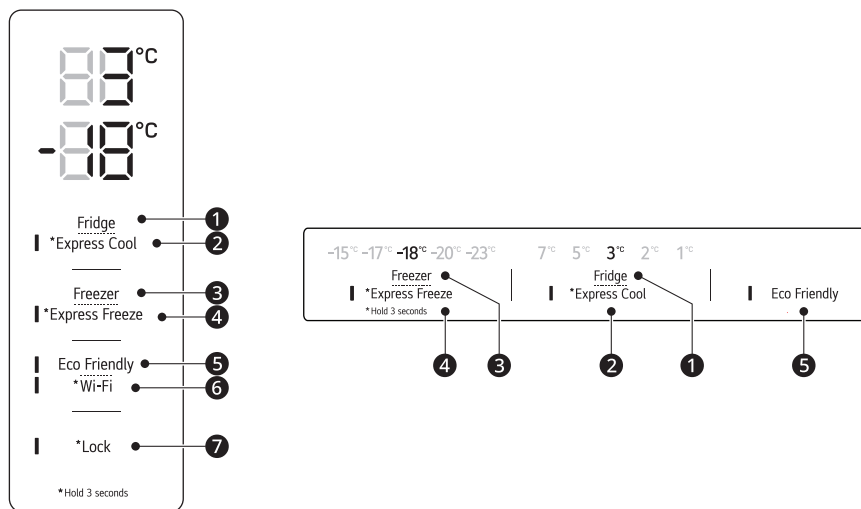 3°C
-18°C
Fridge
*Express Cool
Freezer
*Express Freeze
Eco Friendly
*Wi-Fi
*Lock
*Hold 3 seconds
1
2
3
4
5
6
7
-15°C -17°C -18°C -20°C -23°C 7°C 5°C 3°C 2°C 1°C
Freezer Fridge
*Express Freeze *Express Cool Eco Friendly
*Hold 3 seconds
4 3 2 1 5